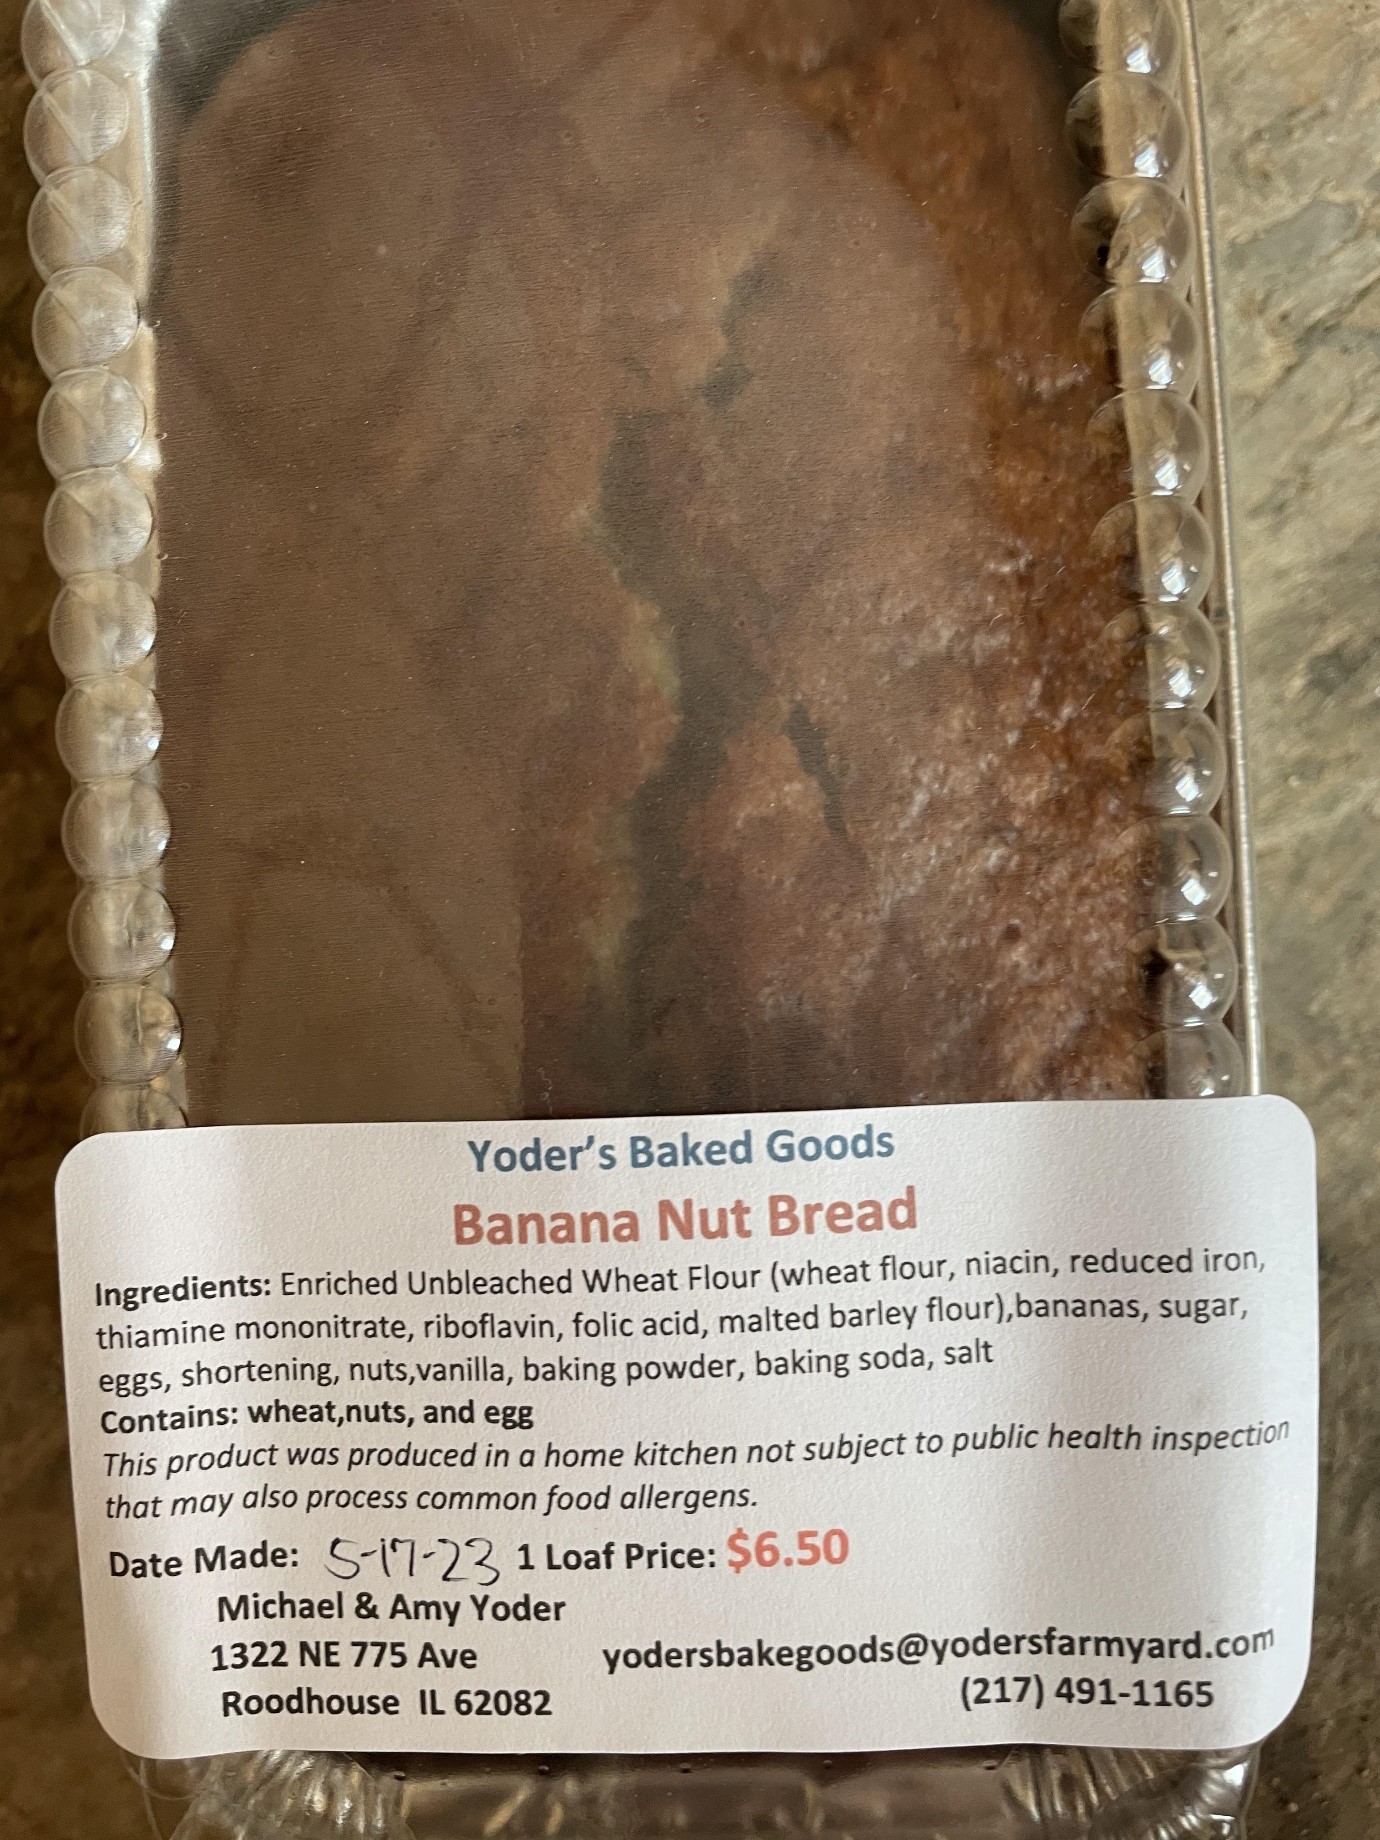 Yoder's Baked Goods
Banana Nut Bread
Ingredients: Enriched Unbleached Wheat Flour (wheat flour, niacin, reduced iron,
thiamine mononitrate, riboflavin, folic acid, malted barley flour),bananas, sugar,
eggs, shortening, nuts,vanilla, baking powder, baking soda, salt
Contains: wheat,nuts, and egg
This product was produced in a home kitchen not subject to public health inspection
that may also process common food allergens.
Date Made: 5-17-23 1 Loaf Price: $6.50
Michael & Amy Yoder
1322 NE 775 Ave yodersbakegoods@yodersfarmyard.com
Roodhouse IL 62082 (217) 491-1165